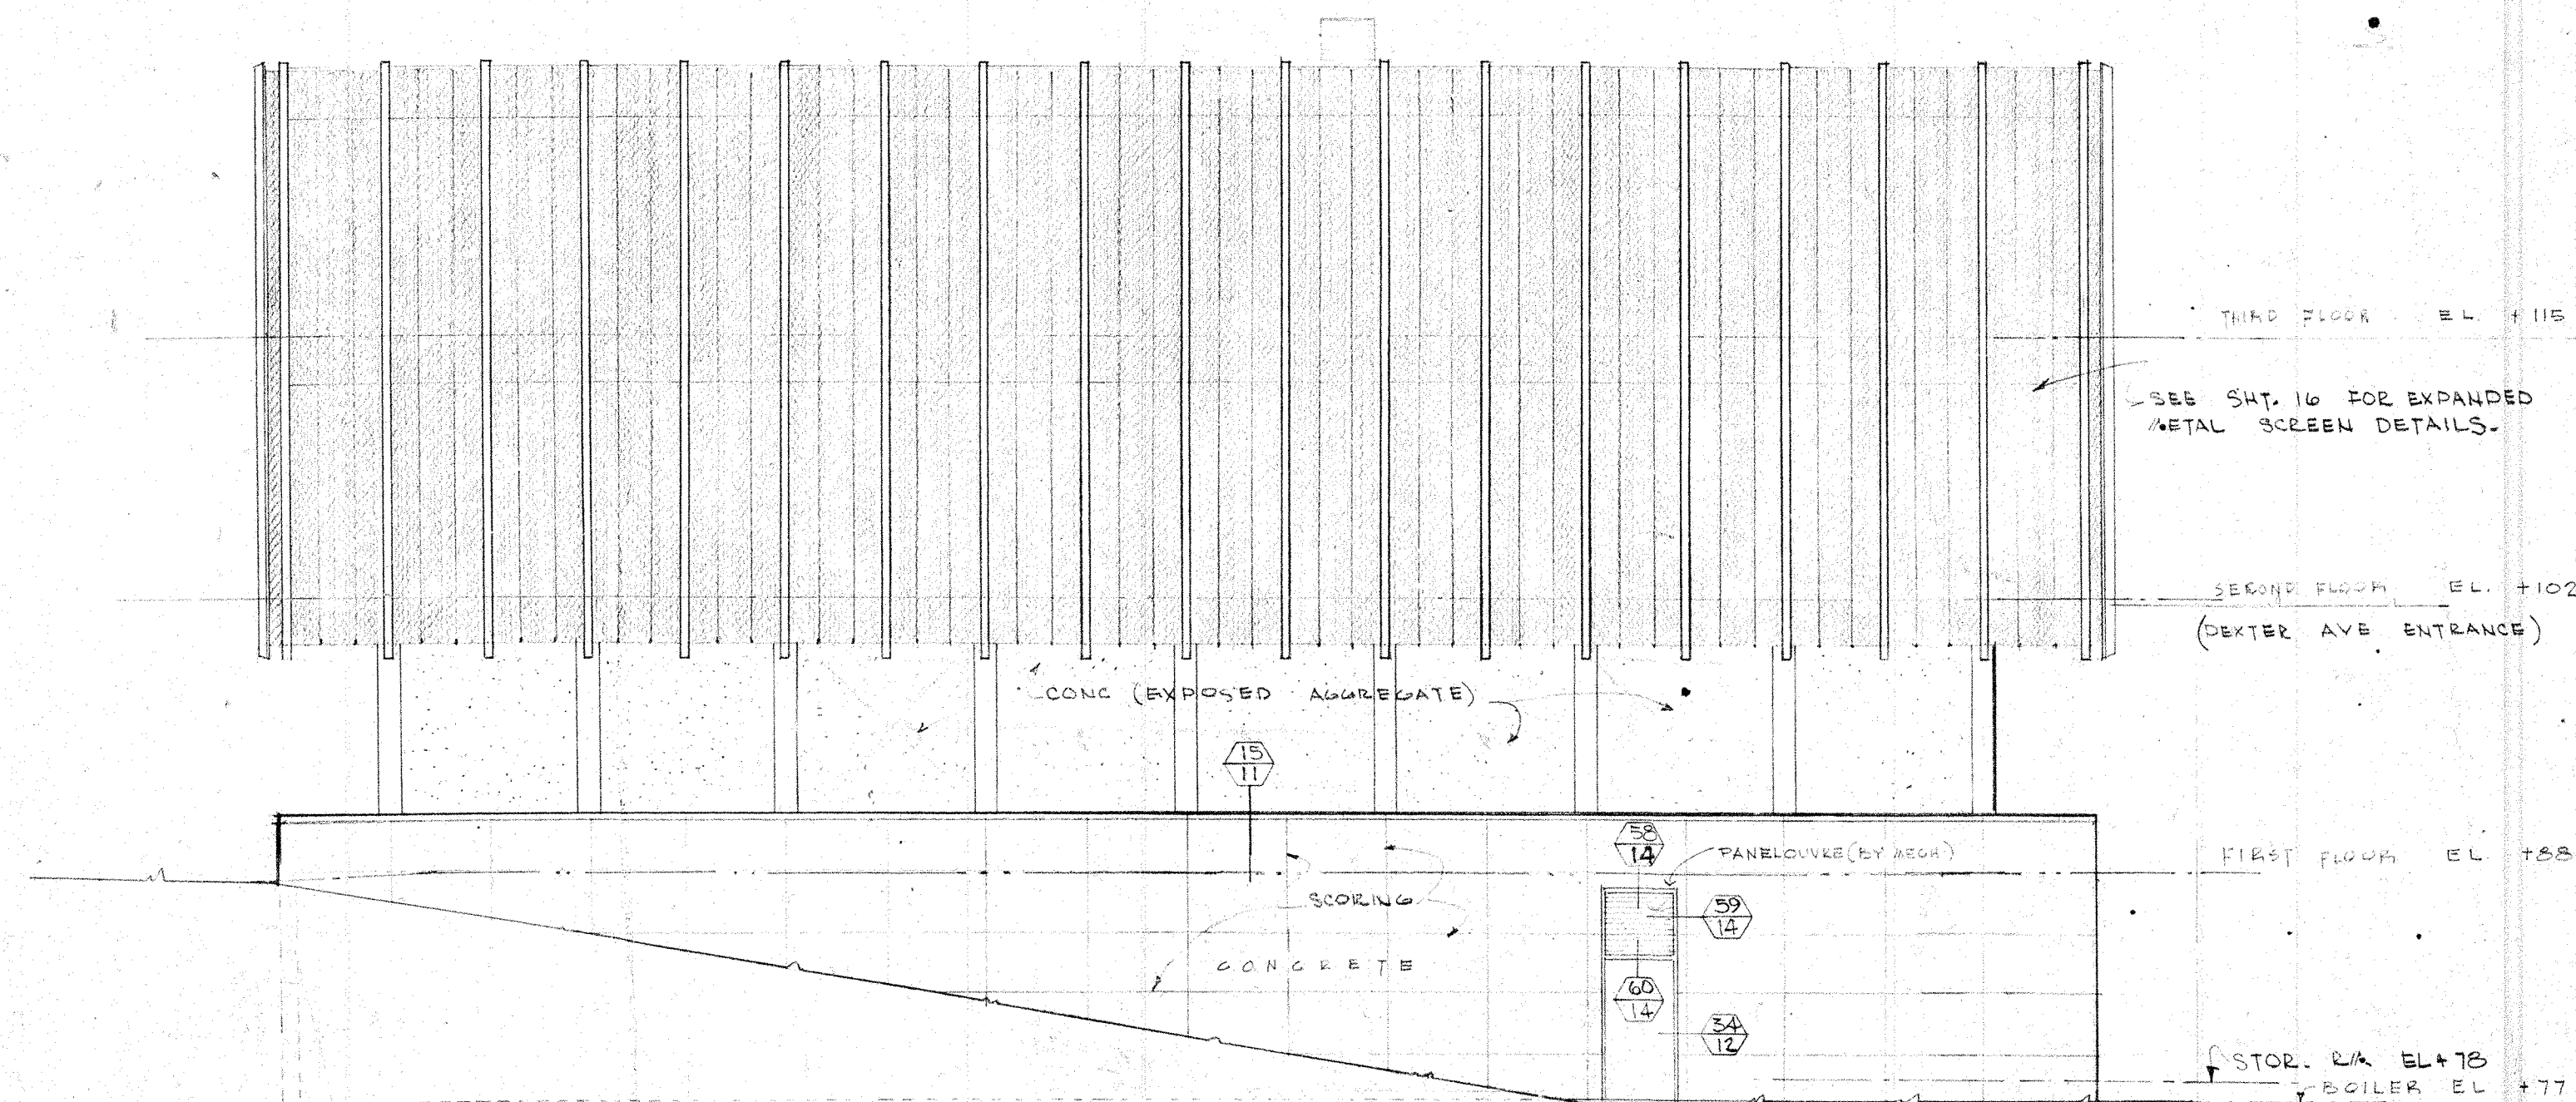 THIRD FLOOR EL. +115
SEE SHT. 16 FOR EXPANDED
METAL SCREEN DETAILS.
SECOND FLOOR EL. +102
(DEXTER AVE ENTRANCE)
CONC (EXPOSED AGGREGATE)
15
11
58
14
PANELOUVRE (BY MECH)
FIRST FLOOR EL +88
SCORING
59
14
CONCRETE
60
14
34
12
STOR. RM. EL+78
BOILER EL +77